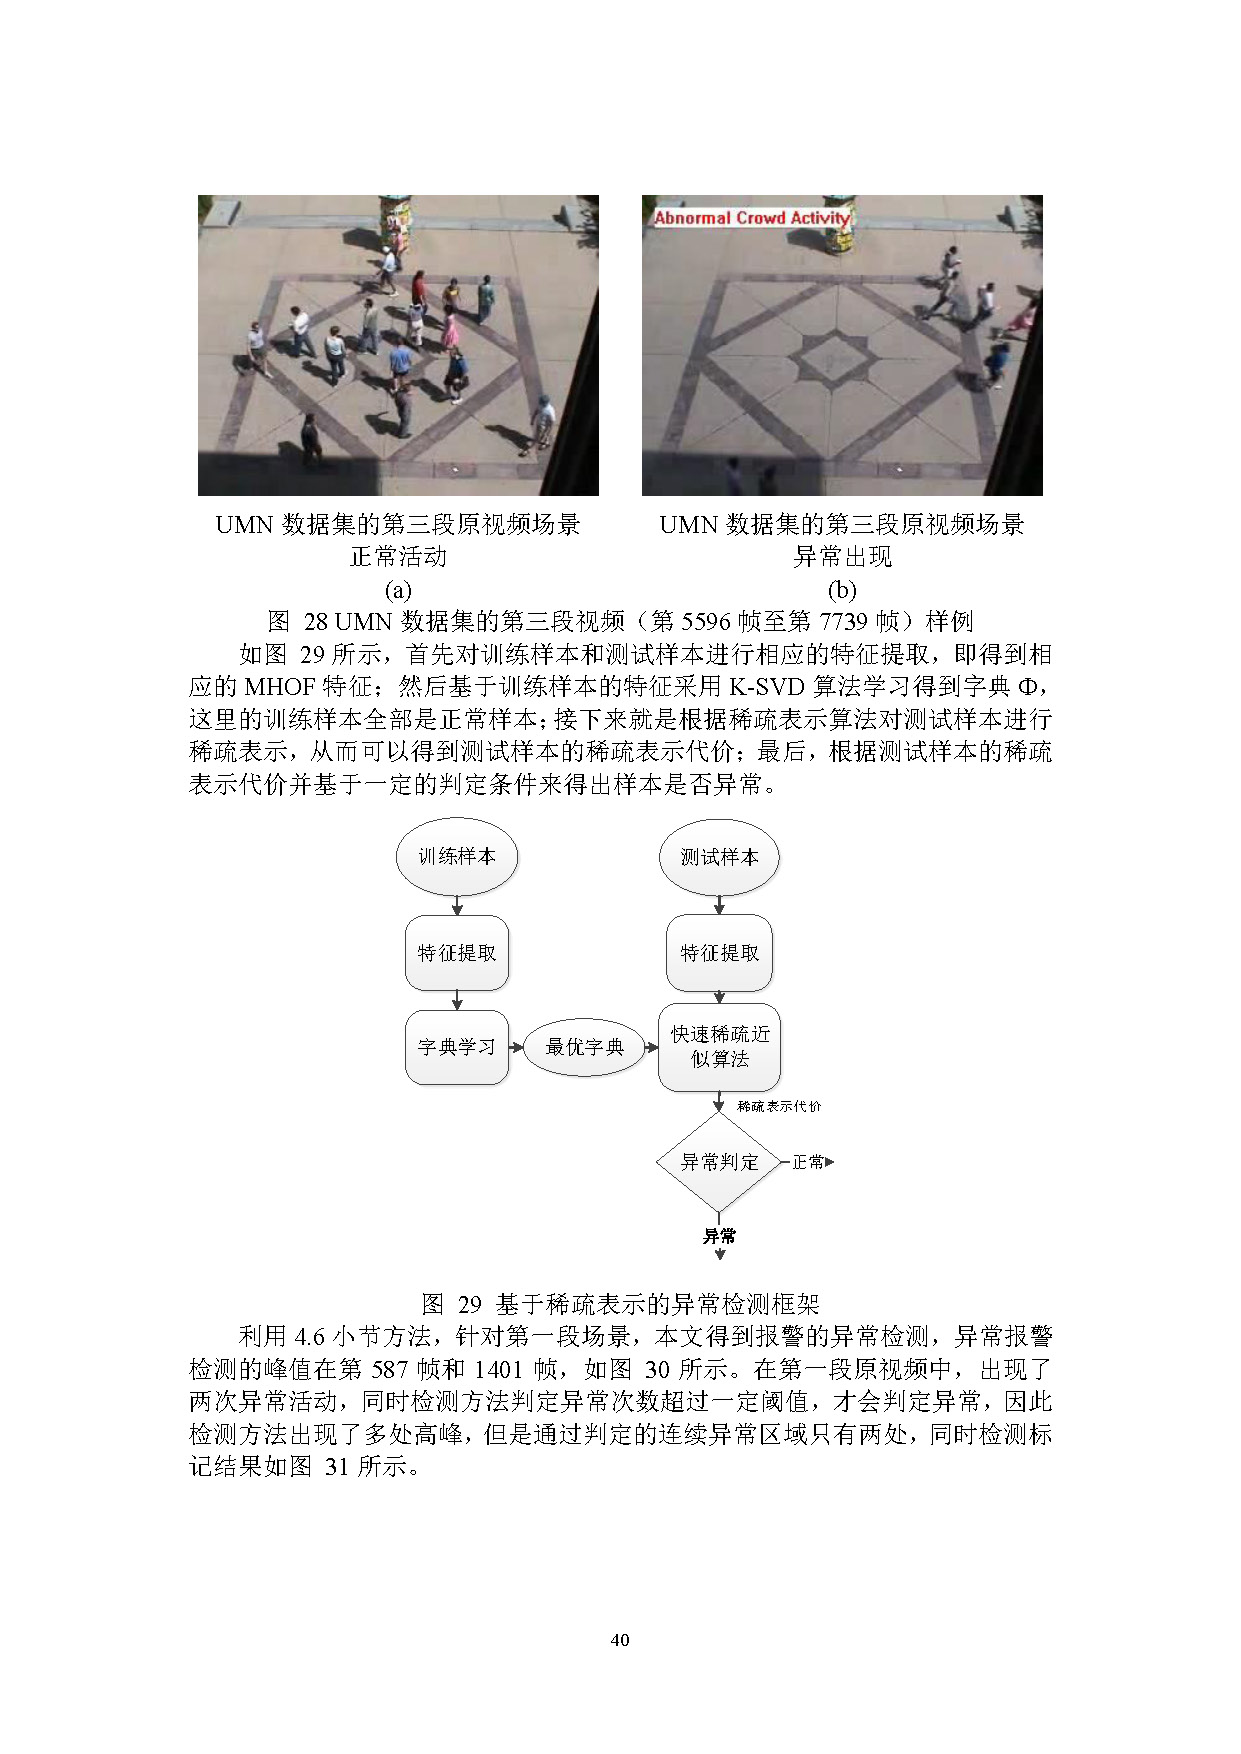 Abnormal Crowd Activity
UMN 数据集的第三段原视频场景
正常活动
(a)
UMN 数据集的第三段原视频场景
异常出现
(b)
图 28 UMN 数据集的第三段视频（第 5596 帧至第 7739 帧）样例
如图 29 所示，首先对训练样本和测试样本进行相应的特征提取，即得到相
应的 MHOF 特征；然后基于训练样本的特征采用 K-SVD 算法学习得到字典 Φ，
这里的训练样本全部是正常样本；接下来就是根据稀疏表示算法对测试样本进行
稀疏表示，从而可以得到测试样本的稀疏表示代价；最后，根据测试样本的稀疏
表示代价并基于一定的判定条件来得出样本是否异常。
训练样本
测试样本
特征提取
特征提取
字典学习
最优字典
快速稀疏近
似算法
稀疏表示代价
异常判定
正常
异常
图 29 基于稀疏表示的异常检测框架
利用 4.6 小节方法，针对第一段场景，本文得到报警的异常检测，异常报警
检测的峰值在第 587 帧和 1401 帧，如图 30 所示。在第一段原视频中，出现了
两次异常活动，同时检测方法判定异常次数超过一定阈值，才会判定异常，因此
检测方法出现了多处高峰，但是通过判定的连续异常区域只有两处，同时检测标
记结果如图 31 所示。
40